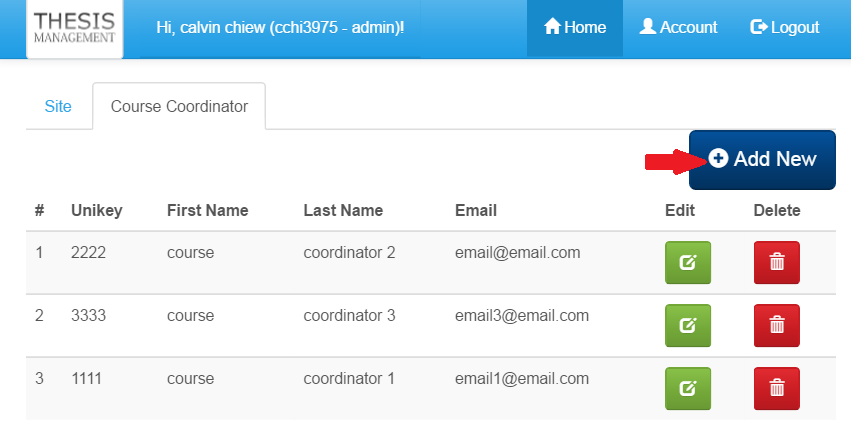 THESIS
MANAGEMENT
Hi, calvin chiew (cchi3975 - admin)!
Home
Account
Logout
Site
Course Coordinator
Add New
# Unikey First Name Last Name Email Edit Delete
1 2222 course coordinator 2 email@email.com
2 3333 course coordinator 3 email3@email.com
3 1111 course coordinator 1 email1@email.com